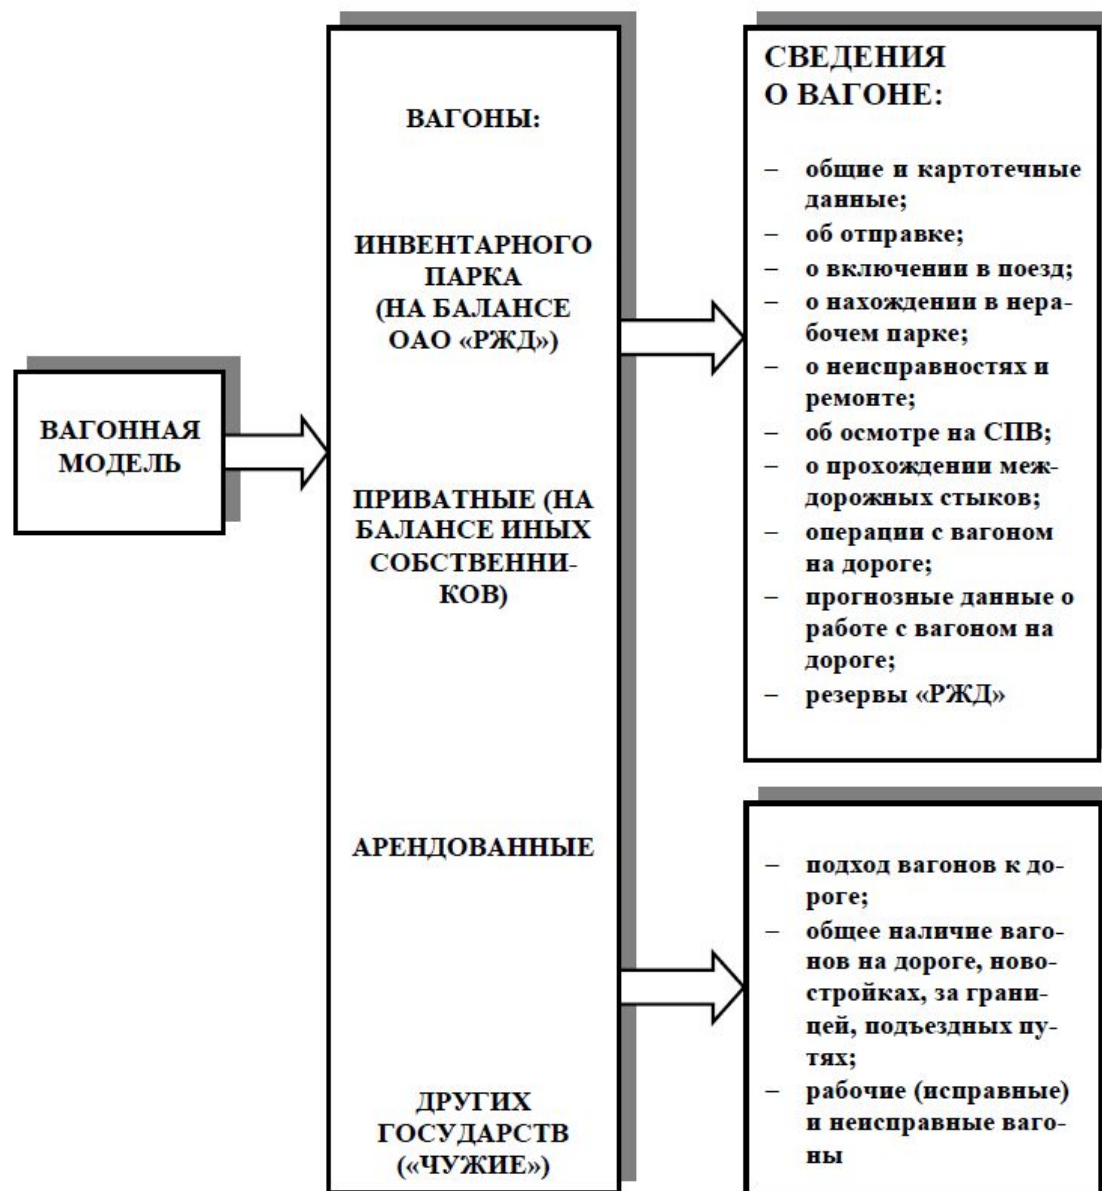 ВАГОННАЯ
МОДЕЛЬ
ВАГОНЫ:
ИНВЕНТАРНОГО
ПАРКА
(НА БАЛАНСЕ
ОАО «РЖД»)
ПРИВАТНЫЕ (НА
БАЛАНСЕ ИНЫХ
СОБСТВЕННИ-
КОВ)
АРЕНДОВАННЫЕ
ДРУГИХ
ГОСУДАРСТВ
(«ЧУЖИЕ»)
СВЕДЕНИЯ
О ВАГОНЕ:
– общие и картотечные
данные;
– об отправке;
– о включении в поезд;
– о нахождении в нера-
бочем парке;
– о неисправностях и
ремонте;
– об осмотре на СПВ;
– о прохождении меж-
дорожных стыков;
– операции с вагоном
на дороге;
– прогнозные данные о
работе с вагоном на
дороге;
– резервы «РЖД»
– подход вагонов к до-
роге;
– общее наличие ваго-
нов на дороге, ново-
стройках, за грани-
цей, подъездных пу-
тях;
– рабочие (исправные)
и неисправные ваго-
ны